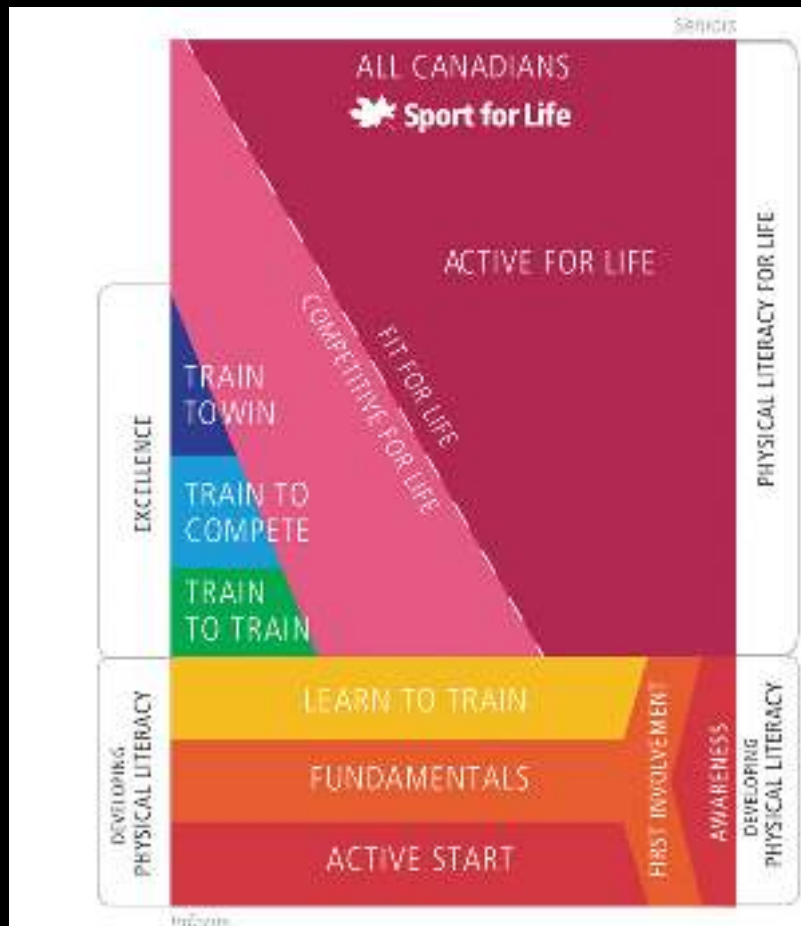 Seniors
ALL CANADIANS
Sport for Life
ACTIVE FOR LIFE
FIT FOR LIFE
COMPETITIVE FOR LIFE
PHYSICAL LITERACY FOR LIFE
EXCELLENCE
TRAIN
TO WIN
TRAIN TO
COMPETE
TRAIN
TO TRAIN
DEVELOPING
PHYSICAL LITERACY
LEARN TO TRAIN
FUNDAMENTALS
ACTIVE START
FIRST INVOLVEMENT
AWARENESS
DEVELOPING
PHYSICAL LITERACY